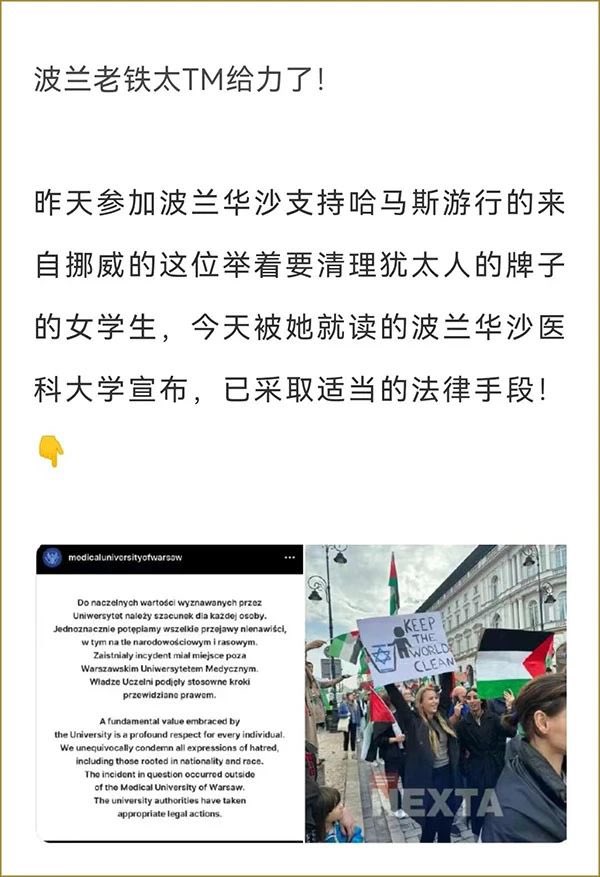 波兰老铁太TM给力了!
昨天参加波兰华沙支持哈马斯游行的来
自挪威的这位举着要清理犹太人的牌子
的女学生，今天被她就读的波兰华沙医
科大学宣布，已采取适当的法律手段!
👇
medicaluniversityofwarsaw
Do naczelnych wartości wyznawanych przez
Uniwersytet należy szacunek dla każdej osoby.
Jednoznacznie potępiamy wszelkie przejawy nienawiści,
w tym na tle narodowościowym i rasowym.
Zaistniały incydent miał miejsce poza
Warszawskim Uniwersytetem Medycznym.
Władze Uczelni podjęły stosowne kroki
przewidziane prawem.
A fundamental value embraced by
the University is a profound respect for every individual.
We unequivocally condemn all expressions of hatred,
including those rooted in nationality and race.
The incident in question occurred outside
of the Medical University of Warsaw.
The university authorities have taken
appropriate legal actions.
KEEP
THE
WORLD
CLEAN
NEXTA